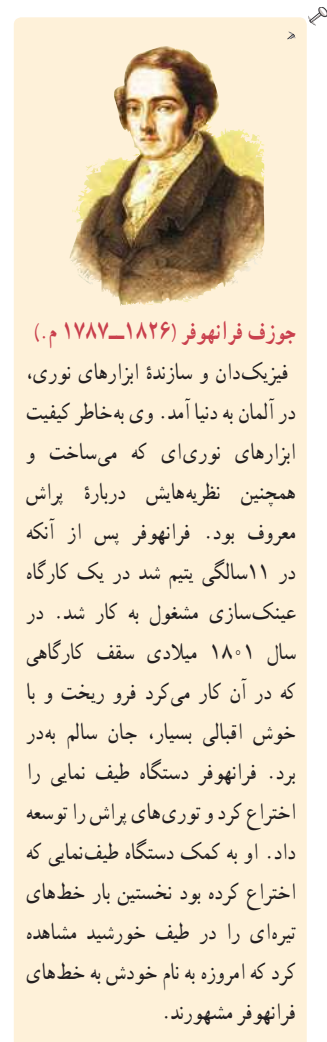 جوزف فرانهوفر (۱۸۲۶ــ۱۷۸۷ م.)
فیزیک‌دان و سازندهٔ ابزارهای نوری،
در آلمان به دنیا آمد. وی به‌خاطر کیفیت
ابزارهای نوری‌ای که می‌ساخت و
همچنین نظریه‌هایش دربارهٔ پراش
معروف بود. فرانهوفر پس از آنکه
در ۱۱سالگی یتیم شد در یک کارگاه
عینک‌سازی مشغول به کار شد. در
سال ۱۸۰۱ میلادی سقف کارگاهی
که در آن کار می‌کرد فرو ریخت و با
خوش اقبالی بسیار، جان سالم به‌در
برد. فرانهوفر دستگاه طیف نمایی را
اختراع کرد و توری‌های پراش را توسعه
داد. او به کمک دستگاه طیف‌نمایی که
اختراع کرده بود نخستین بار خط‌های
تیره‌ای را در طیف خورشید مشاهده
کرد که امروزه به نام خودش به خط‌های
فرانهوفر مشهورند.